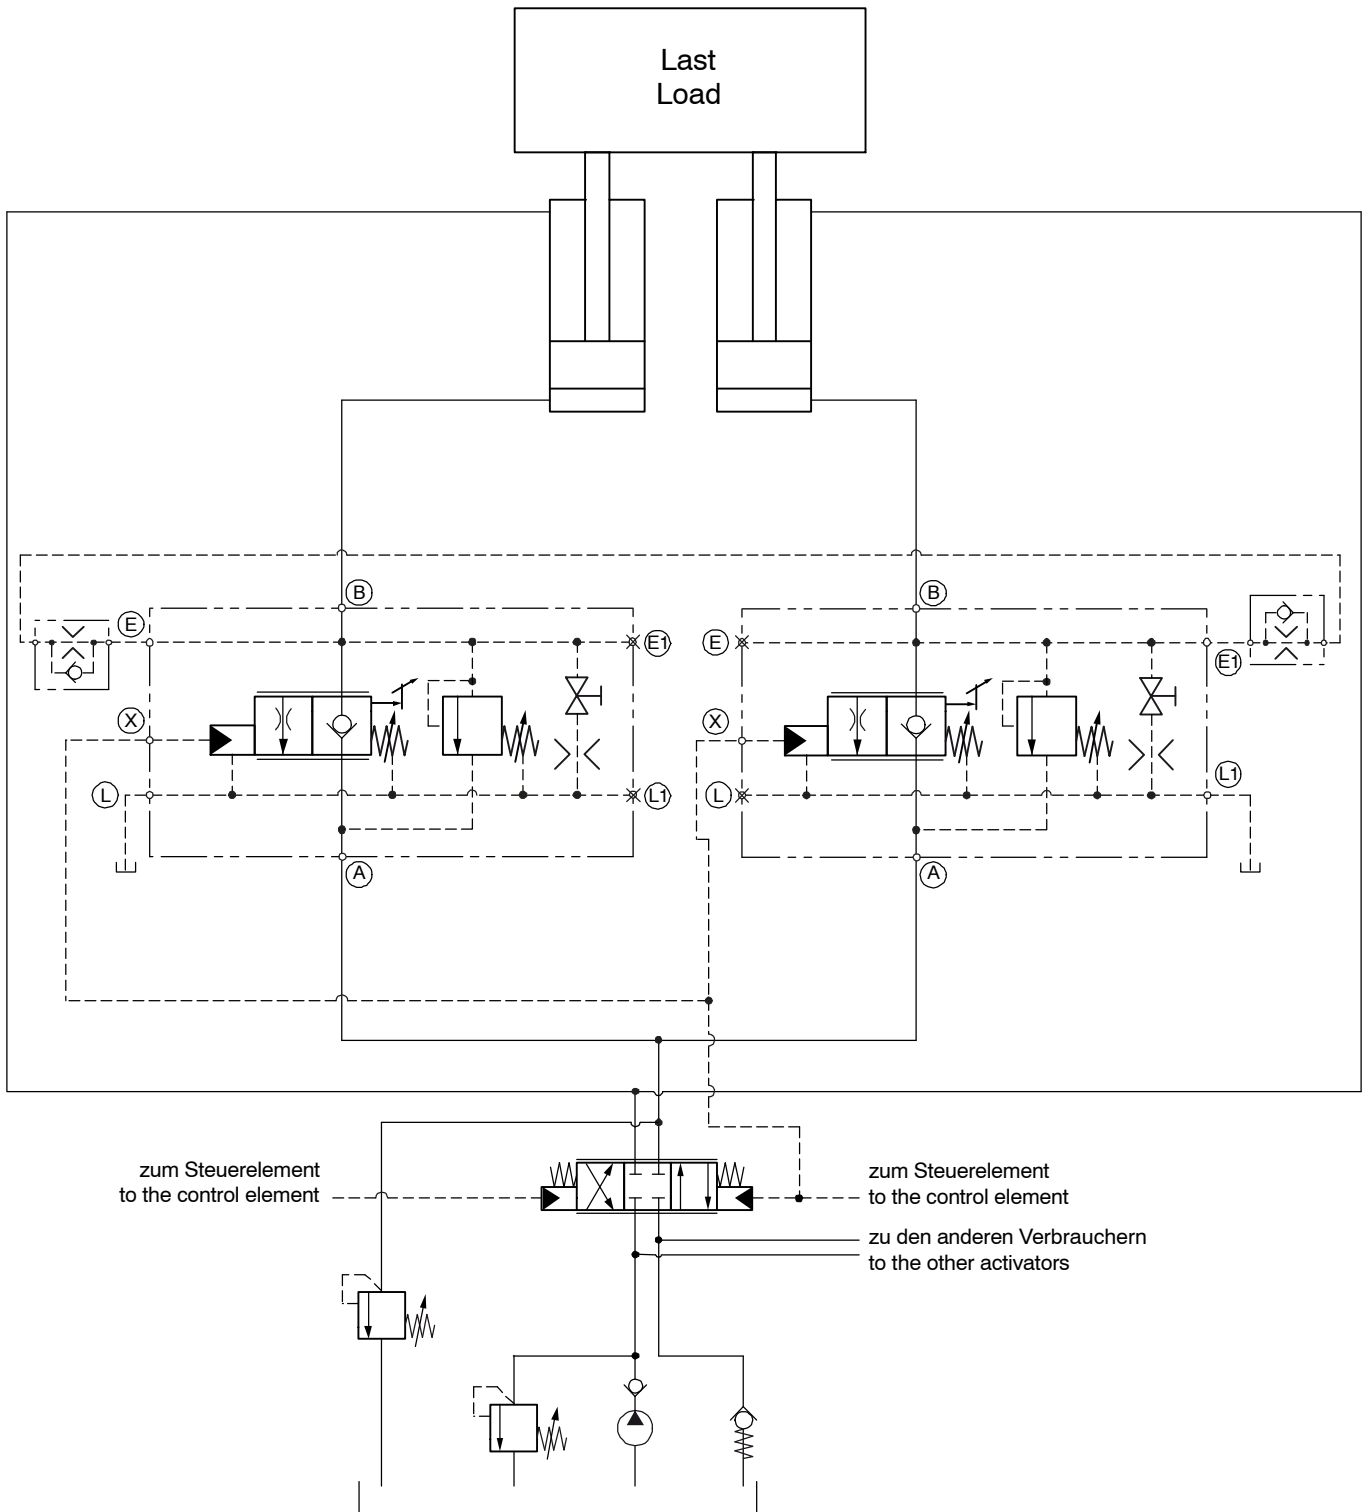 Last
Load
B
B
E
E1
E
E1
X
X
L
L1
L
L1
A
A
zum Steuerelement
to the control element
zum Steuerelement
to the control element
zu den anderen Verbrauchern
to the other activators